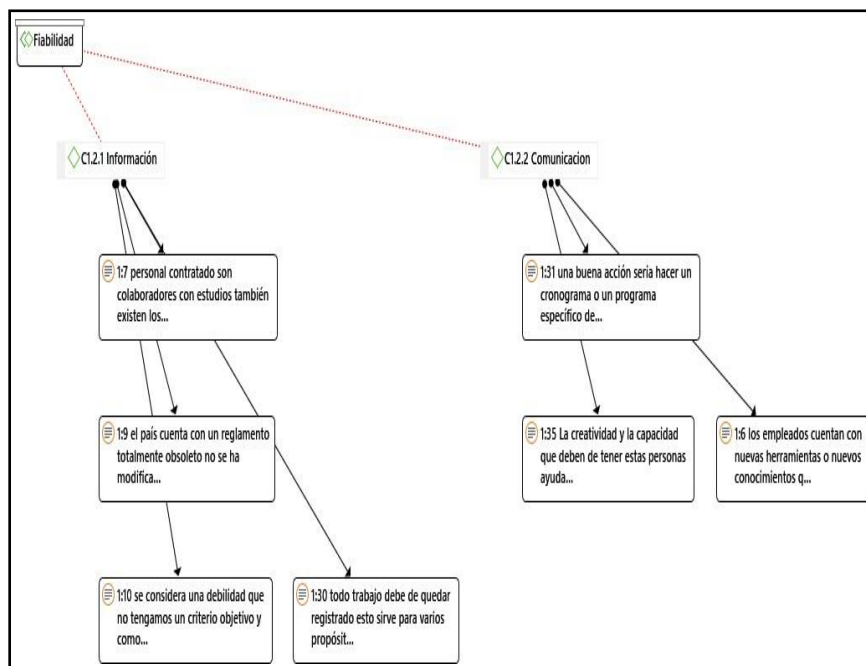 Fiabilidad
C1.2.1 Información
C1.2.2 Comunicacion
1:7 personal contratado son
colaboradores con estudios también
existen los...
1:31 una buena acción seria hacer un
cronograma o un programa
específico de...
1:9 el país cuenta con un reglamento
totalmente obsoleto no se ha
modifica...
1:35 La creatividad y la capacidad
que deben de tener estas personas
ayuda...
1:6 los empleados cuentan con
nuevas herramientas o nuevos
conocimientos q...
1:10 se considera una debilidad que
no tengamos un criterio objetivo y
como...
1:30 todo trabajo debe de quedar
registrado esto sirve para varios
propósit...